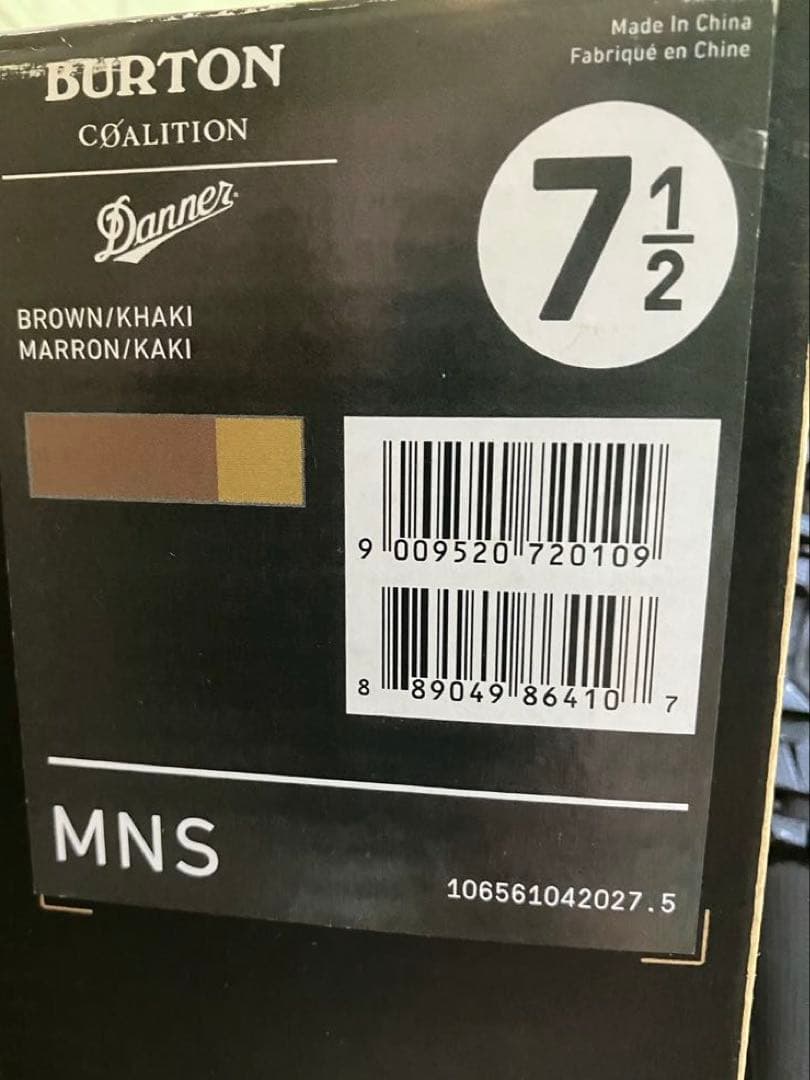 Made In China
Fabriqué en Chine
BURTON
CØALITION
Danner
7 1/2
BROWN/KHAKI
MARRON/KAKI
9 009520 720109
8 89049 86410 7
MNS
106561042027.5